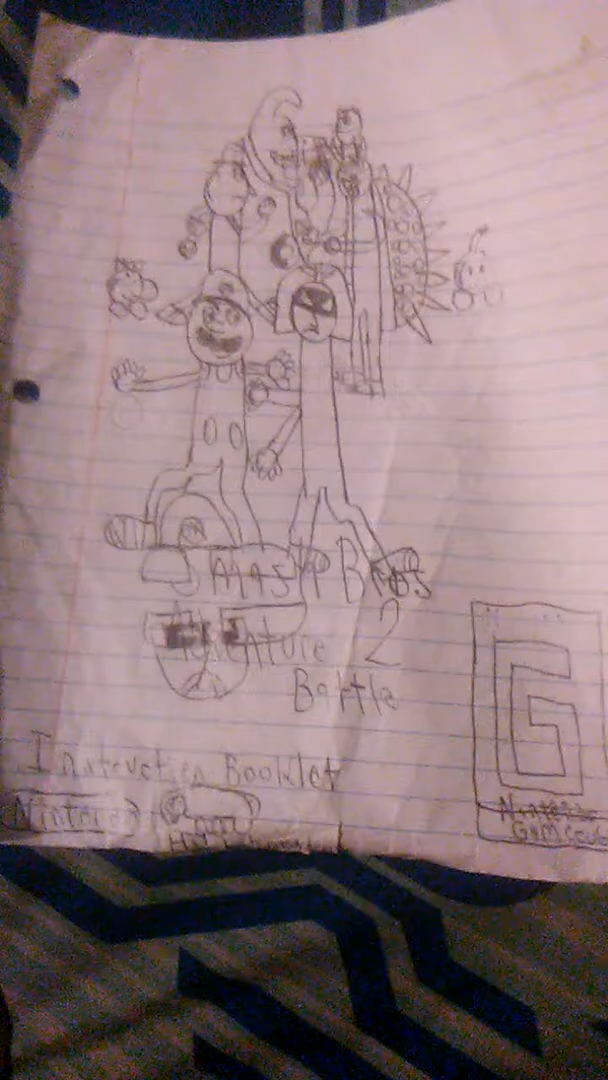 Smash Bros
Adventure 2
Battle
Instruction Booklet
Nintendo
G
Nintendo
Gamecube